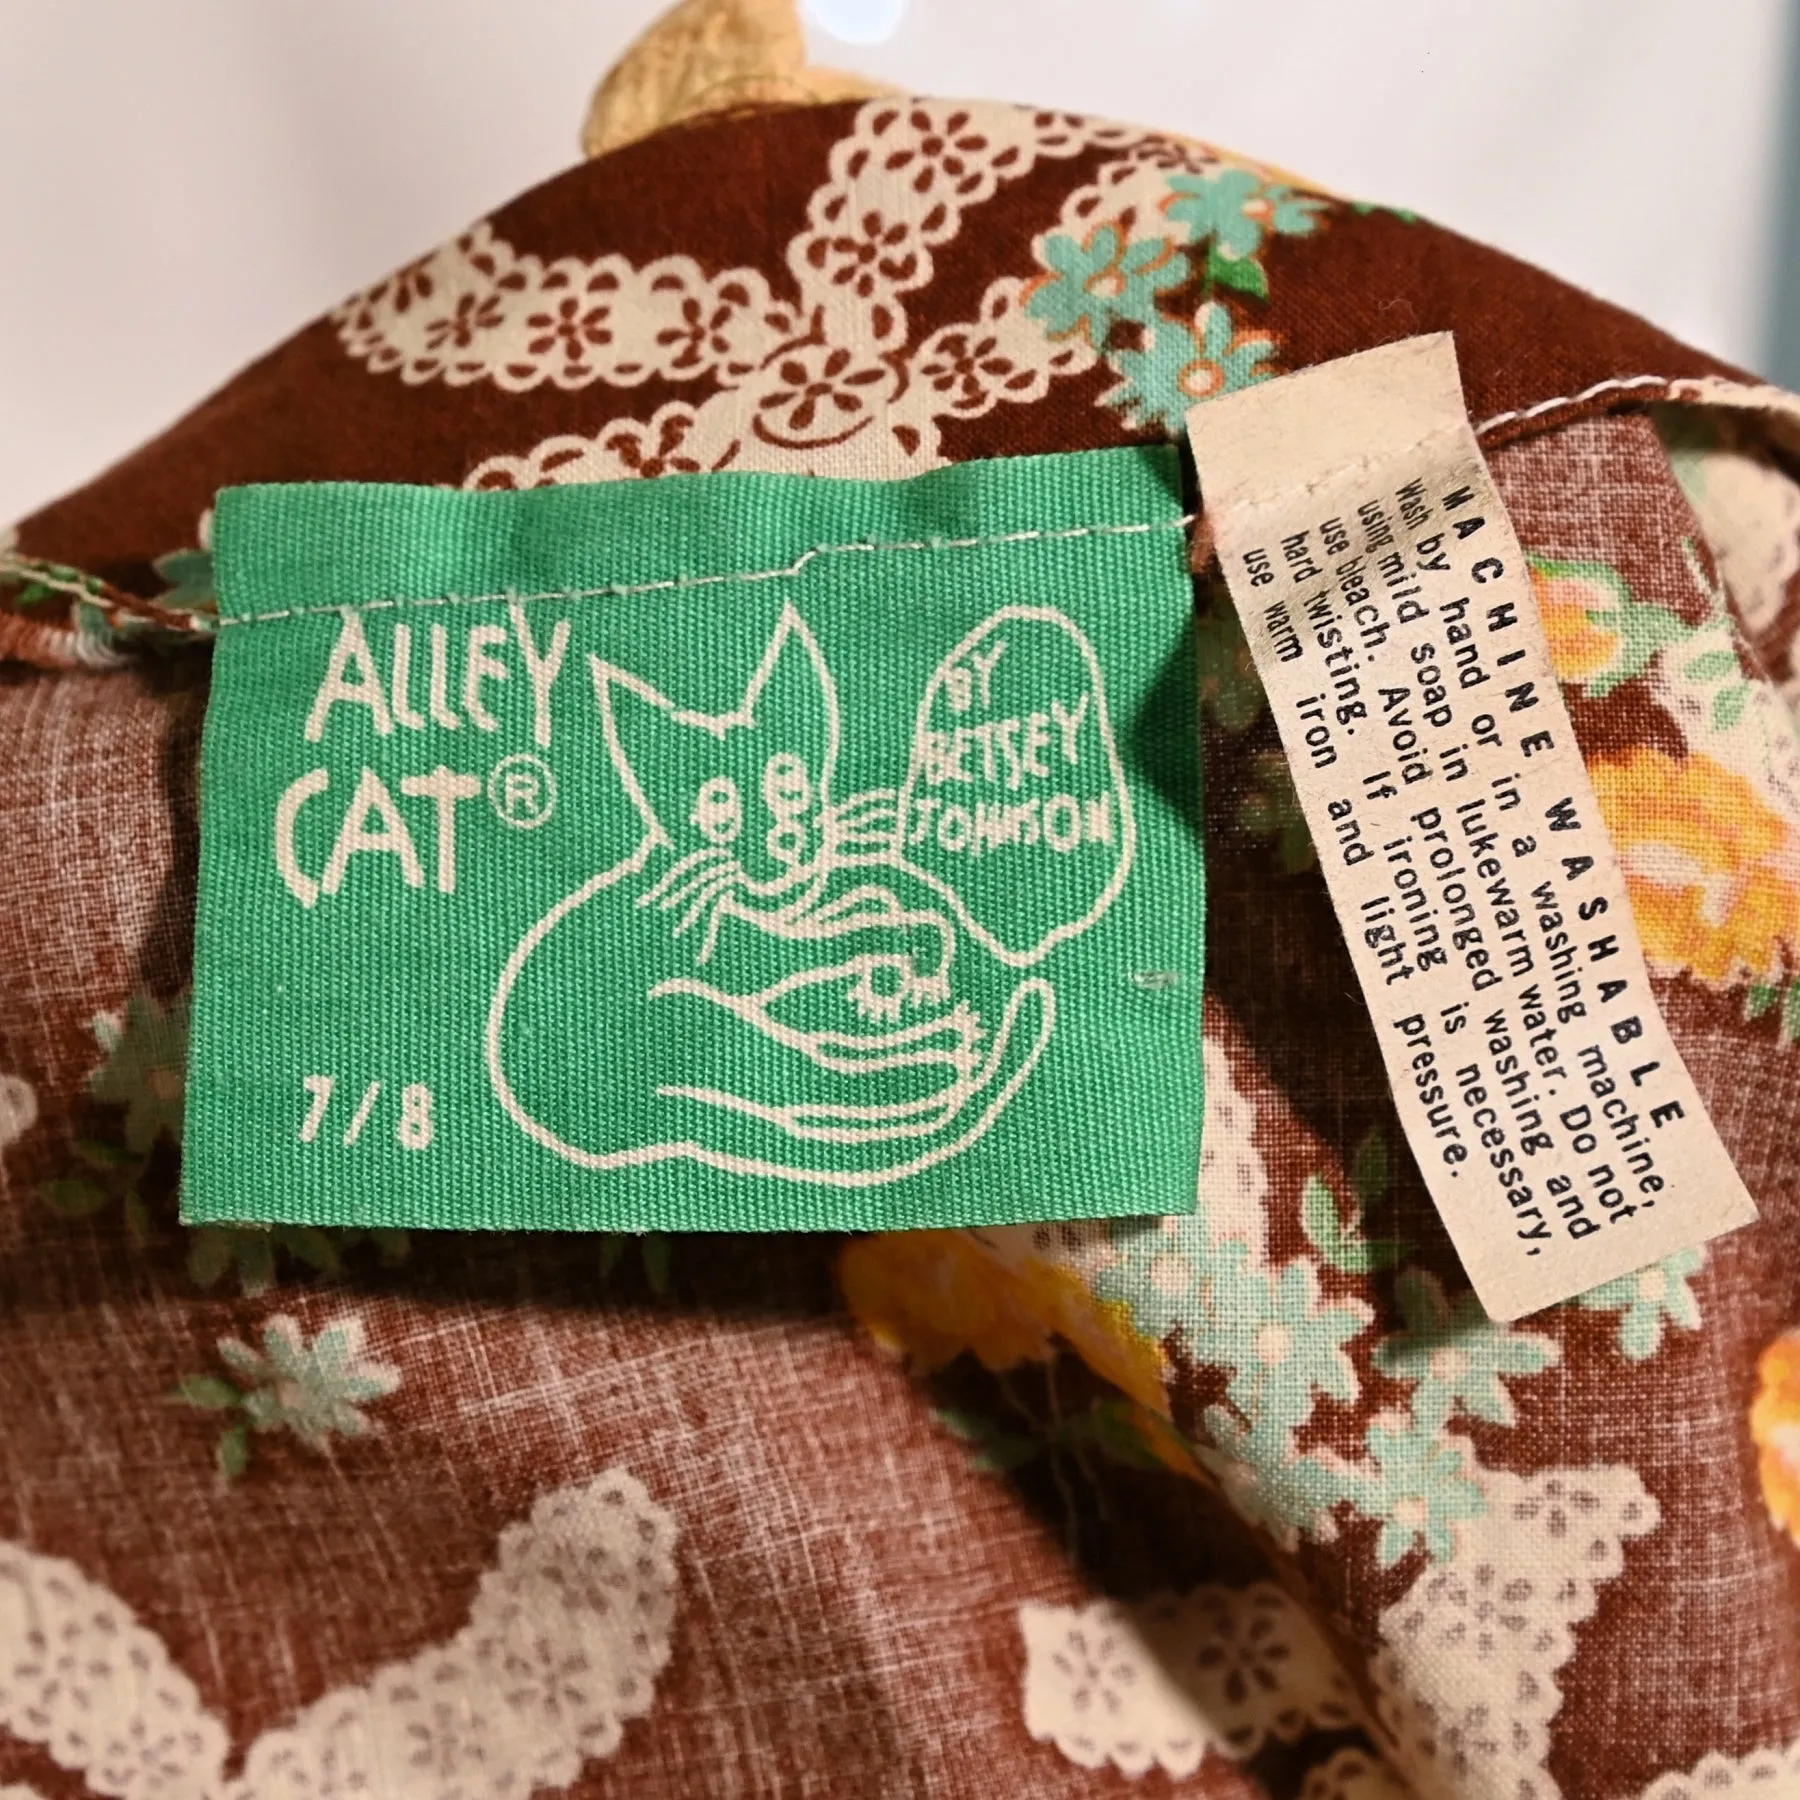 ALLEY
CAT®
BY
BETSEY
JOHNSON
7/8
MACHINE WASHABLE
Wash by hand or in a washing machine,
using mild soap in lukewarm water. Do not
use bleach. Avoid prolonged washing and
hard twisting. If ironing is necessary,
use warm iron and light pressure.